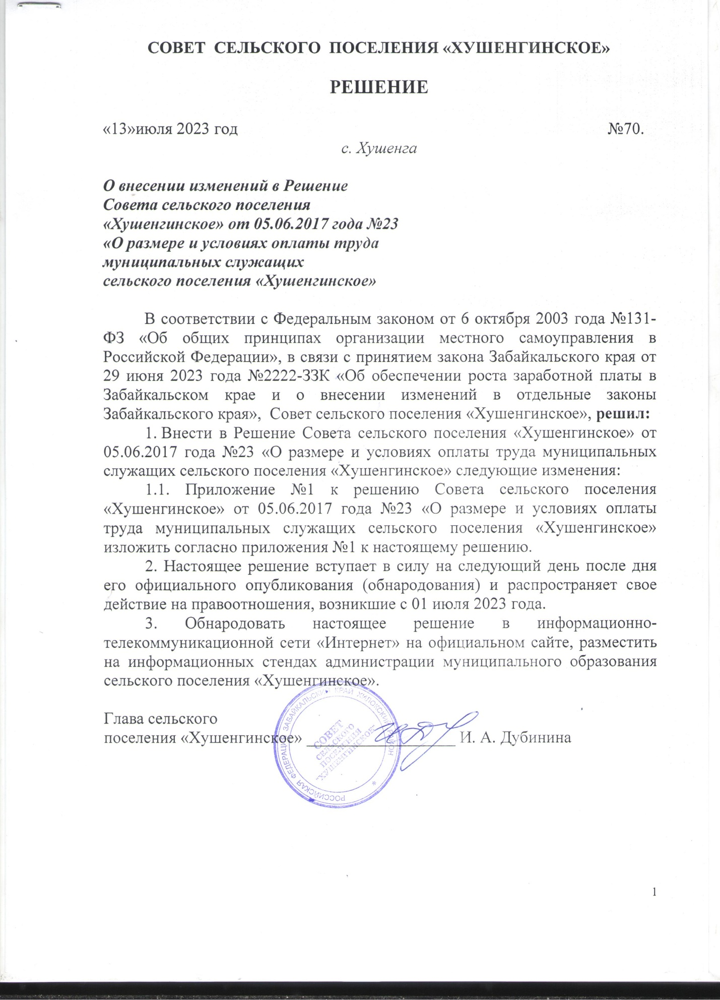 СОВЕТ СЕЛЬСКОГО ПОСЕЛЕНИЯ «ХУШЕНГИНСКОЕ»
РЕШЕНИЕ
«13»июля 2023 год №70.
с. Хушенга
О внесении изменений в Решение
Совета сельского поселения
«Хушенгинское» от 05.06.2017 года №23
«О размере и условиях оплаты труда
муниципальных служащих
сельского поселения «Хушенгинское»
В соответствии с Федеральным законом от 6 октября 2003 года №131-
ФЗ «Об общих принципах организации местного самоуправления в
Российской Федерации», в связи с принятием закона Забайкальского края от
29 июня 2023 года №2222-ЗЗК «Об обеспечении роста заработной платы в
Забайкальском крае и о внесении изменений в отдельные законы
Забайкальского края», Совет сельского поселения «Хушенгинское», решил:
1. Внести в Решение Совета сельского поселения «Хушенгинское» от
05.06.2017 года №23 «О размере и условиях оплаты труда муниципальных
служащих сельского поселения «Хушенгинское» следующие изменения:
1.1. Приложение №1 к решению Совета сельского поселения
«Хушенгинское» от 05.06.2017 года №23 «О размере и условиях оплаты
труда муниципальных служащих сельского поселения «Хушенгинское»
изложить согласно приложения №1 к настоящему решению.
2. Настоящее решение вступает в силу на следующий день после дня
его официального опубликования (обнародования) и распространяет свое
действие на правоотношения, возникшие с 01 июля 2023 года.
3. Обнародовать настоящее решение в информационно-
телекоммуникационной сети «Интернет» на официальном сайте, разместить
на информационных стендах администрации муниципального образования
сельского поселения «Хушенгинское».
Глава сельского
поселения «Хушенгинское» __________________ И. А. Дубинина
РОССИЙСКАЯ ФЕДЕРАЦИЯ ЗАБАЙКАЛЬСКИЙ КРАЙ ХИЛОКСКИЙ РАЙОН *
СОВЕТ
СЕЛЬСКОГО
ПОСЕЛЕНИЯ
"ХУШЕНГИНСКОЕ"
1